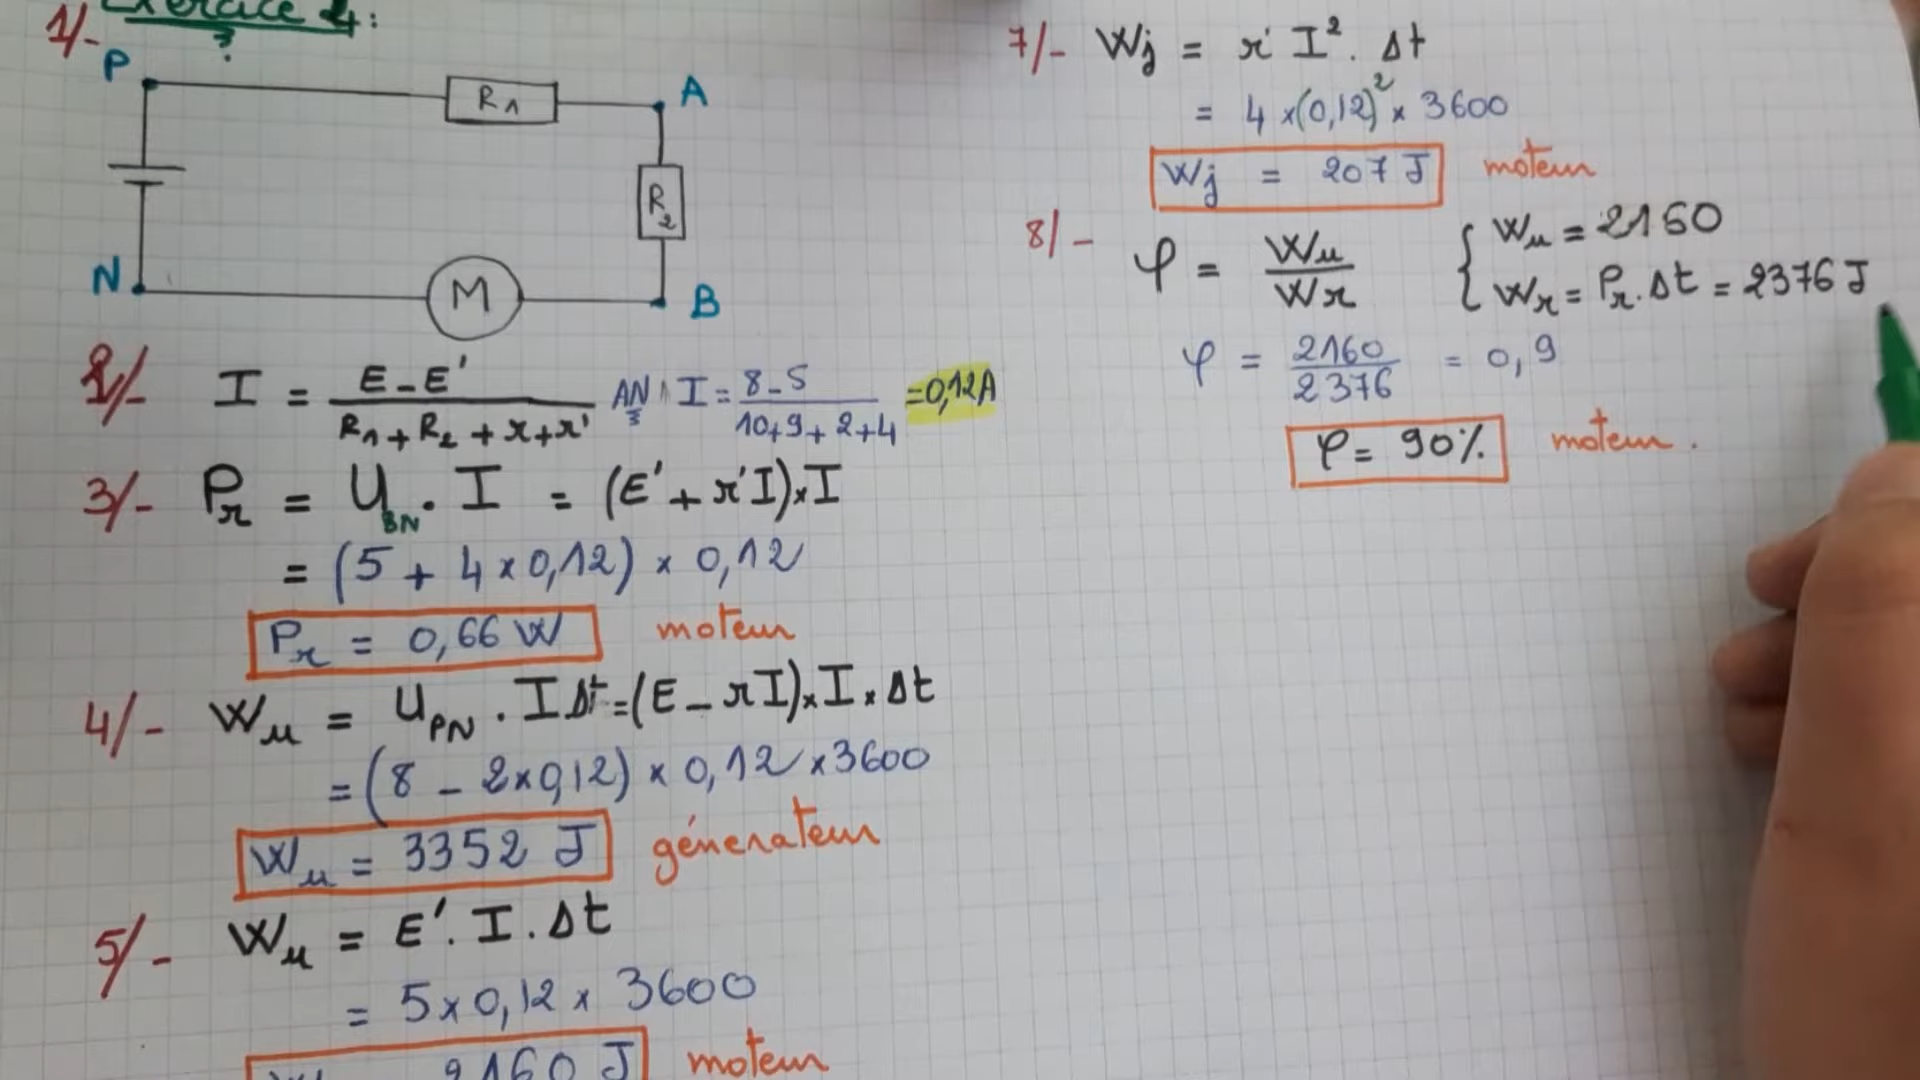 Exercice 4:
1/-
P
R1
A
R2
N
M
B
2/- I = E - E' / R1 + R2 + r + r' AN: I = 8 - 5 / 10 + 9 + 2 + 4 = 0,12A
3/- Pr = UBN . I = (E' + r'I) × I
= (5 + 4 × 0,12) × 0,12
Pr = 0,66 W moteur
4/- Wu = UPN . I Δt = (E - rI) × I × Δt
= (8 - 2 × 0,12) × 0,12 × 3600
Wu = 3352 J génerateur
5/- Wu = E' . I . Δt
= 5 × 0,12 × 3600
2160 J moteur
7/- Wj = r' I² . Δt
= 4 × (0,12)² × 3600
Wj = 207 J moteur
8/- φ = Wu / Wr { Wu = 2160
Wr = Pr . Δt = 2376 J
φ = 2160 / 2376 = 0,9
φ = 90% moteur.